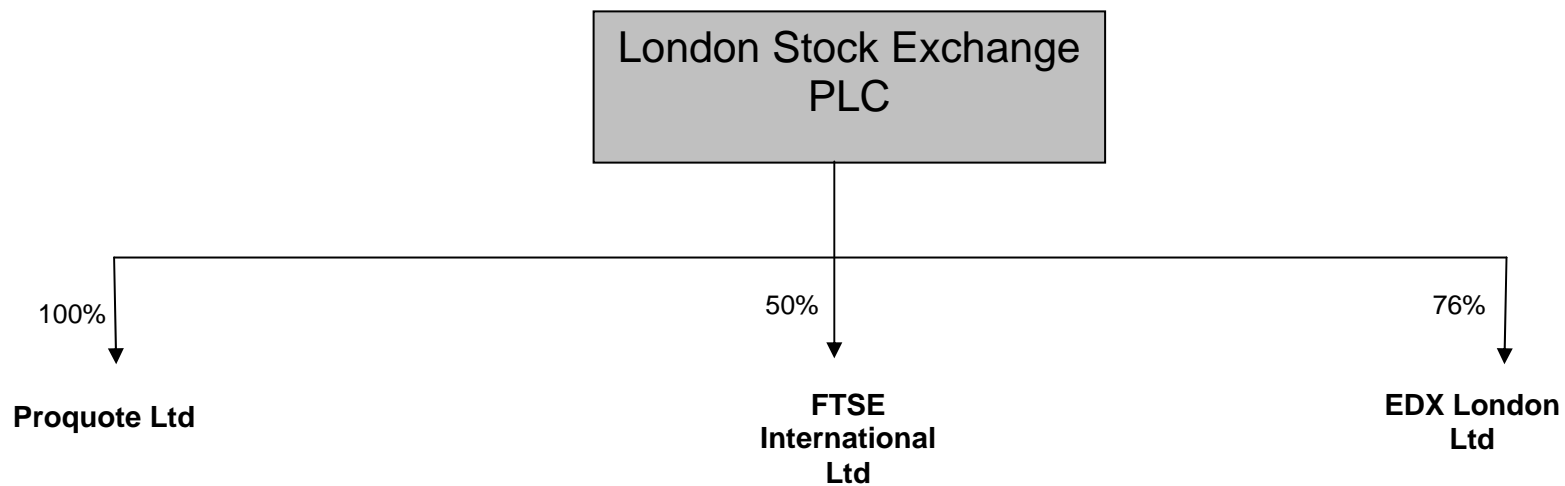 London Stock Exchange
PLC
100%
50%
76%
Proquote Ltd
FTSE
International
Ltd
EDX London
Ltd